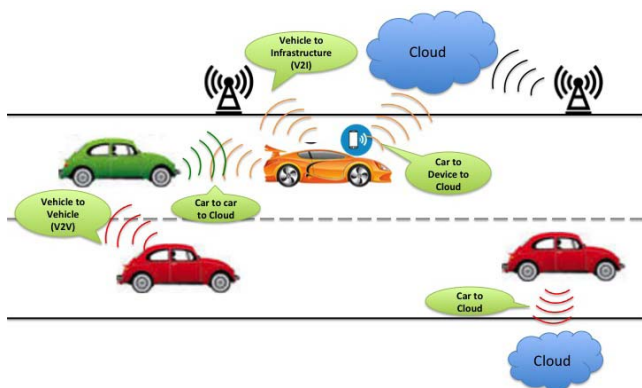 Vehicle to
Infrastructure
(V2I)
Cloud
Car to
Device to
Cloud
Car to car
to Cloud
Vehicle to
Vehicle
(V2V)
Car to
Cloud
Cloud